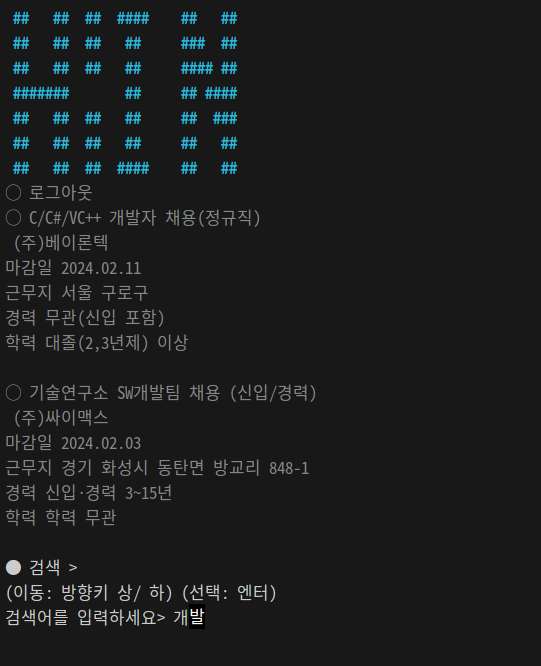 ##   ##  ##  ####    ##   ##
 ##   ##  ##   ##     ###  ##
 ##   ##  ##   ##     #### ##
 #######       ##     ## ####
 ##   ##  ##   ##     ##  ###
 ##   ##  ##   ##     ##   ##
 ##   ##  ##  ####    ##   ##
○ 로그아웃
○ C/C#/VC++ 개발자 채용(정규직)
 (주)베이론텍
마감일 2024.02.11
근무지 서울 구로구
경력 무관(신입 포함)
학력 대졸(2,3년제) 이상
○ 기술연구소 SW개발팀 채용 (신입/경력)
 (주)싸이맥스
마감일 2024.02.03
근무지 경기 화성시 동탄면 방교리 848-1
경력 신입·경력 3~15년
학력 학력 무관
● 검색 >
(이동: 방향키 상/ 하) (선택: 엔터)
검색어를 입력하세요> 개발